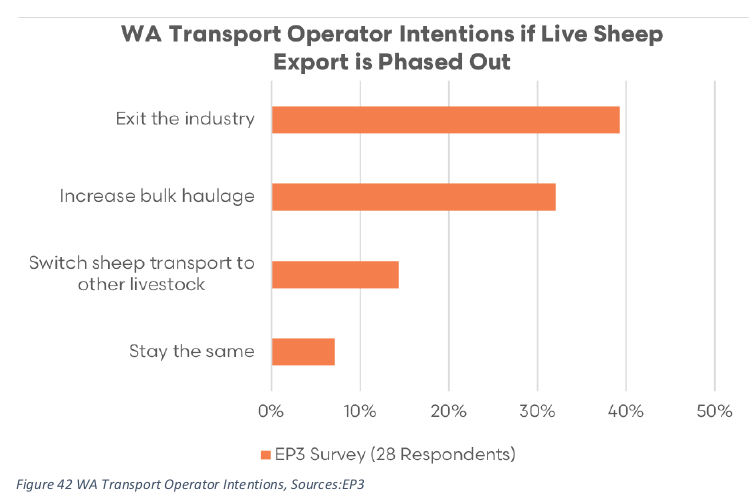 WA Transport Operator Intentions if Live Sheep
Export is Phased Out
Exit the industry
Increase bulk haulage
Switch sheep transport to
other livestock
Stay the same
0% 10% 20% 30% 40% 50%
EP3 Survey (28 Respondents)
Figure 42 WA Transport Operator Intentions, Sources:EP3